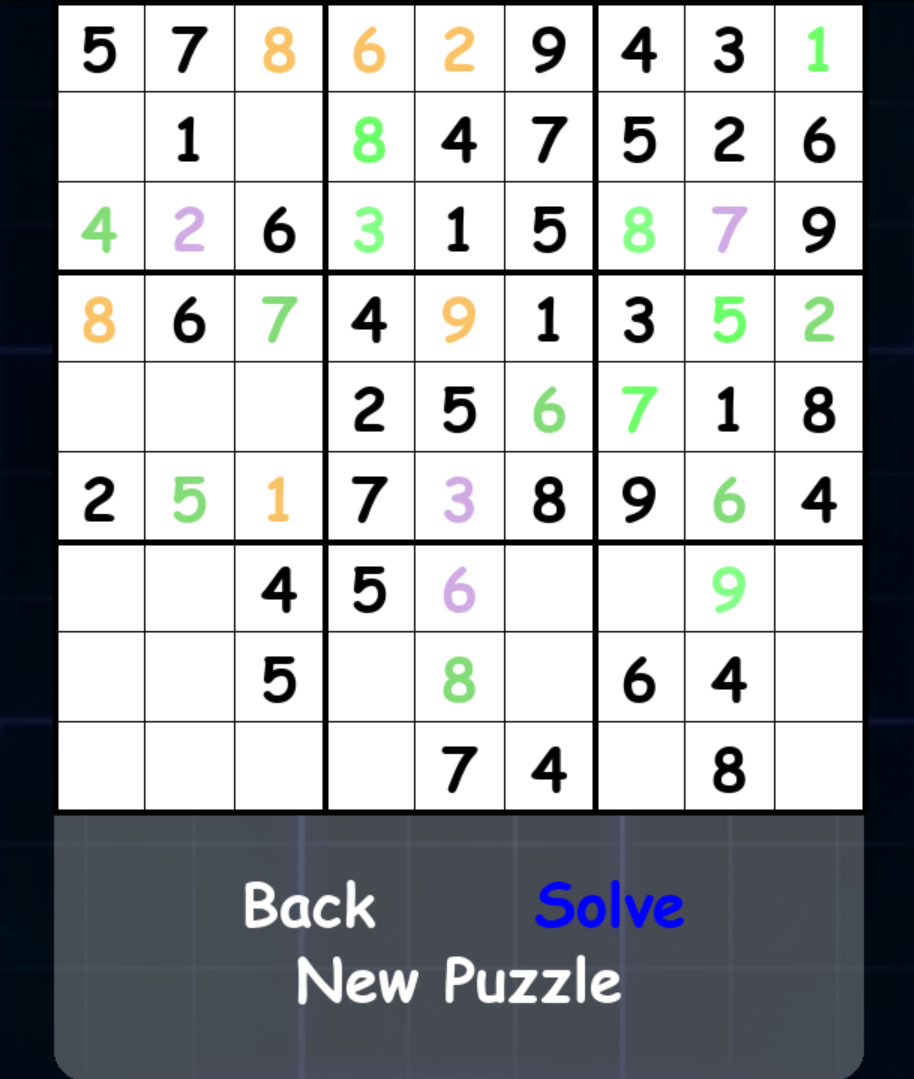 5 7 8 6 2 9 4 3 1
1 8 4 7 5 2 6
4 2 6 3 1 5 8 7 9
8 6 7 4 9 1 3 5 2
2 5 6 7 1 8
2 5 1 7 3 8 9 6 4
4 5 6 9
5 8 6 4
7 4 8
Back Solve
New Puzzle